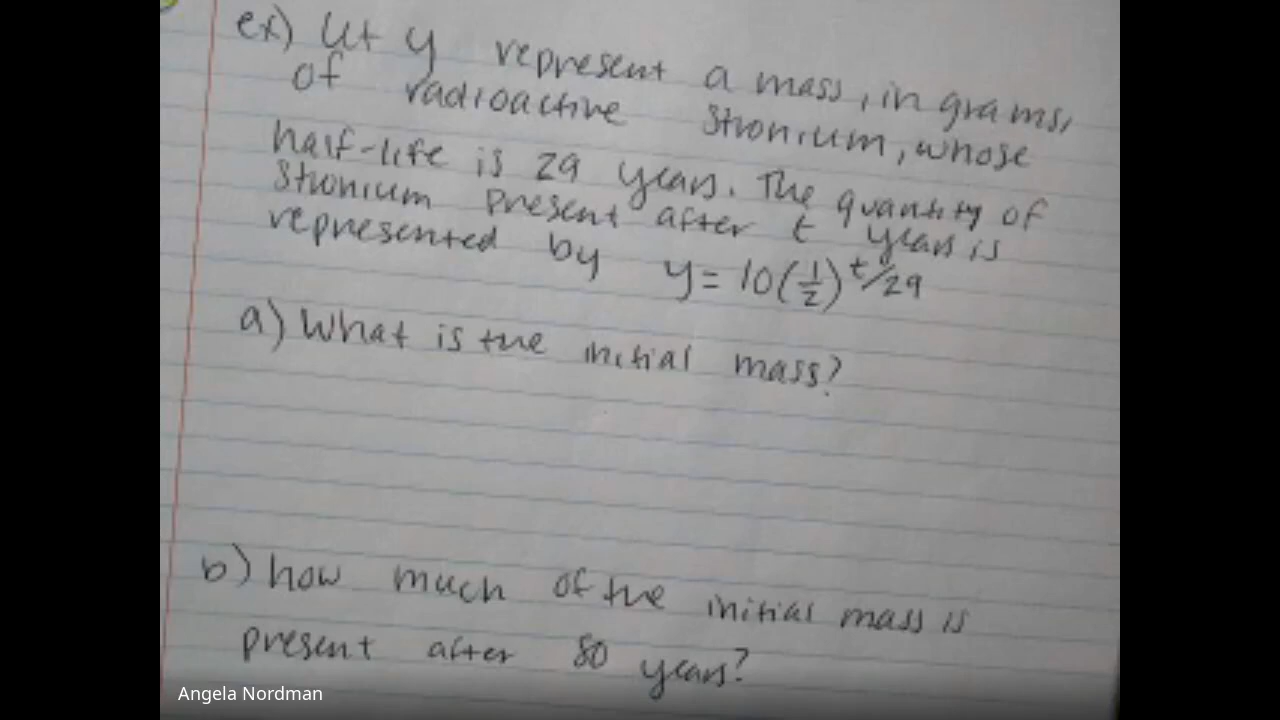 ex) Let y represent a mass, in grams,
of radioactive Stronium, whose
half-life is 29 years. The quantity of
Stronium present after t years is
represented by y = 10(1/2)^t/29
a) What is the initial mass?
b) how much of the initial mass is
present after 80 years?
Angela Nordman